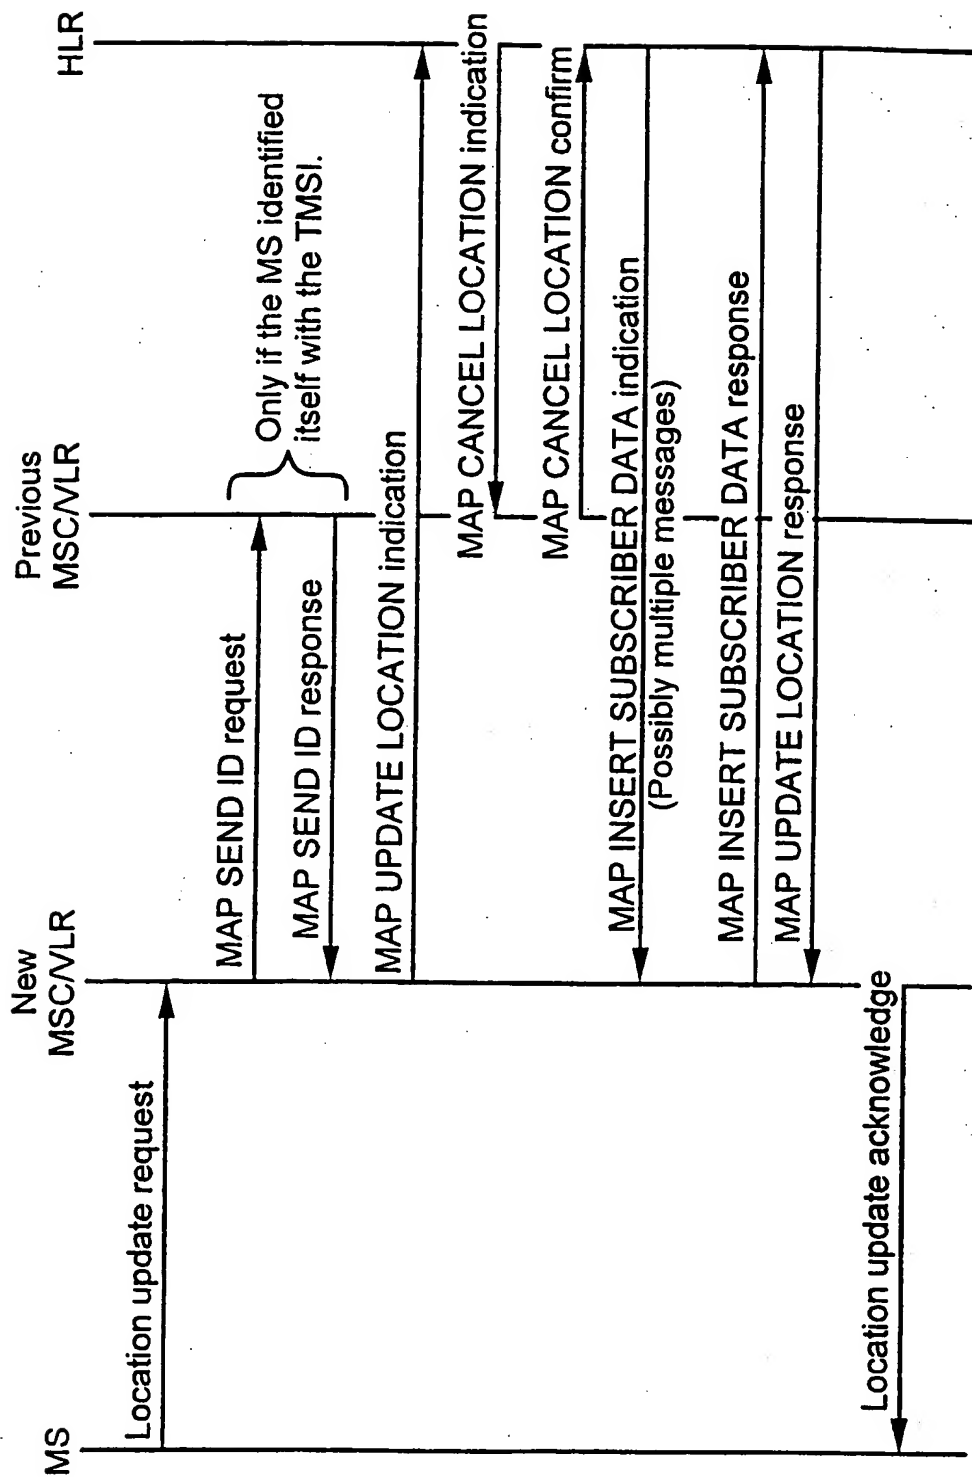 MS
New
MSC/VLR
Previous
MSC/VLR
HLR
Location update request
MAP SEND ID request
Only if the MS identified
itself with the TMSI.
MAP SEND ID response
MAP UPDATE LOCATION indication
MAP CANCEL LOCATION indication
MAP CANCEL LOCATION confirm
MAP INSERT SUBSCRIBER DATA indication
(Possibly multiple messages)
MAP INSERT SUBSCRIBER DATA response
MAP UPDATE LOCATION response
Location update acknowledge